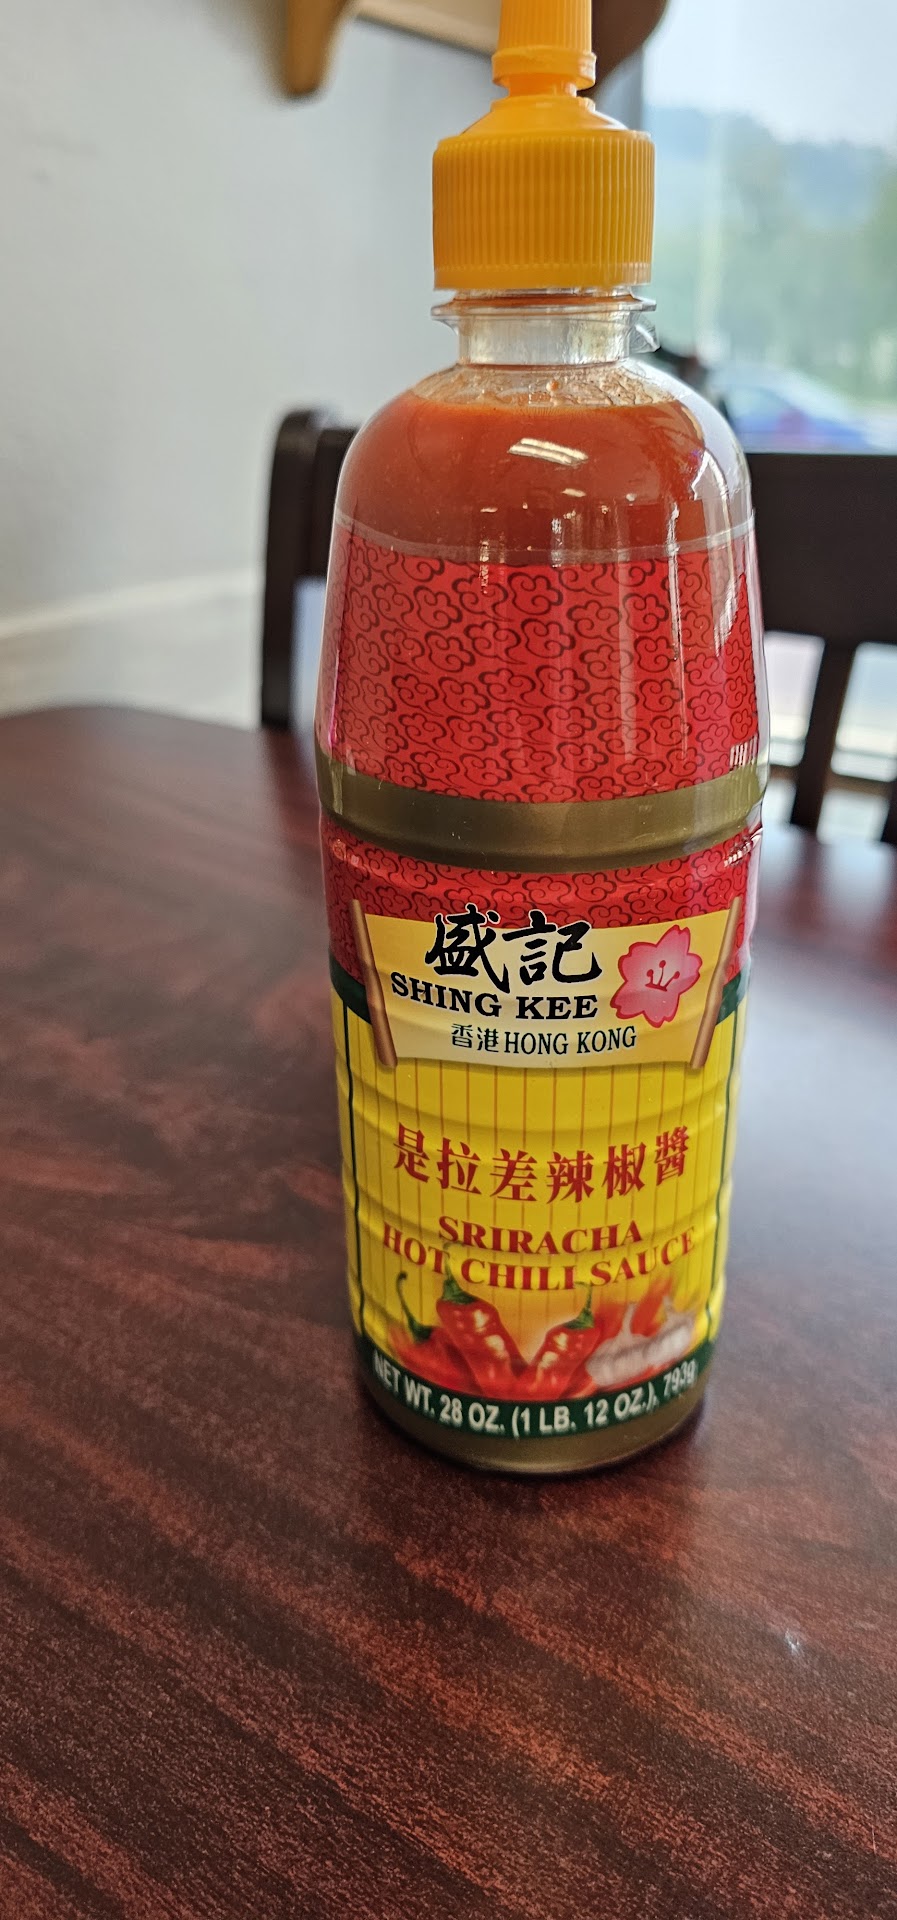 盛記
SHING KEE
香港 HONG KONG
是拉差辣椒醬
SRIRACHA
HOT CHILI SAUCE
NET WT. 28 OZ. (1 LB. 12 OZ.), 793g